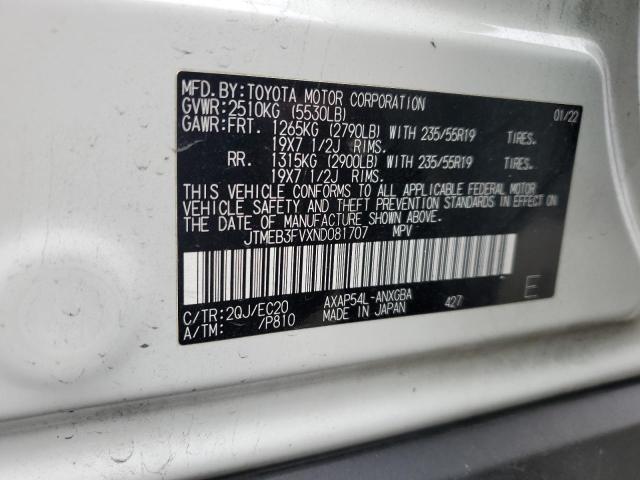 MFD.BY:TOYOTA MOTOR CORPORATION 01/22
GVWR:2510KG (5530LB)
GAWR:FRT. 1265KG (2790LB) WITH 235/55R19 TIRES.
19X7 1/2J RIMS.
RR. 1315KG (2900LB) WITH 235/55R19 TIRES.
19X7 1/2J RIMS.
THIS VEHICLE CONFORMS TO ALL APPLICABLE FEDERAL MOTOR
VEHICLE SAFETY AND THEFT PREVENTION STANDARDS IN EFFECT ON
THE DATE OF MANUFACTURE SHOWN ABOVE.
JTMEB3FVXND081707 MPV
C/TR:2QJ/EC20 AXAP54L-ANXGBA 427 E
A/TM: /P810 MADE IN JAPAN